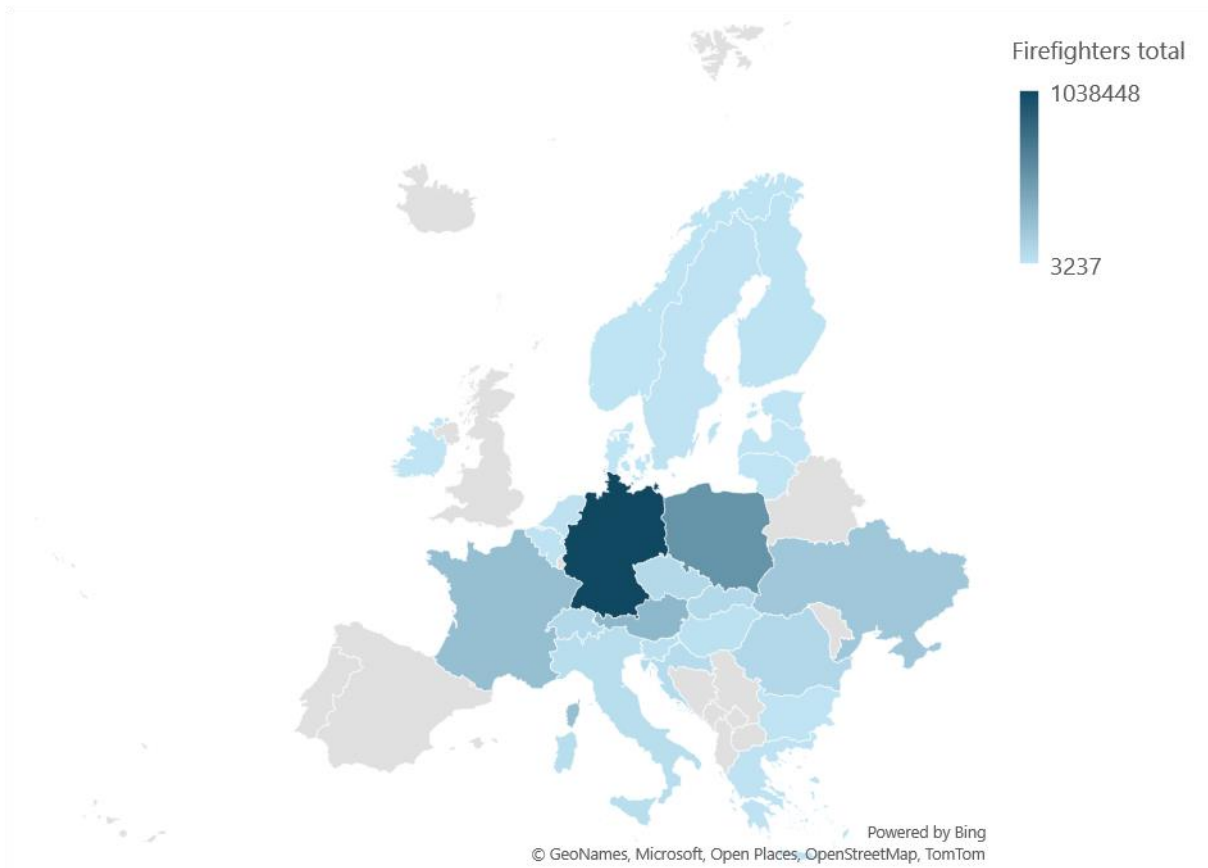 Firefighters total
1038448
3237
Powered by Bing
© GeoNames, Microsoft, Open Places, OpenStreetMap, TomTom